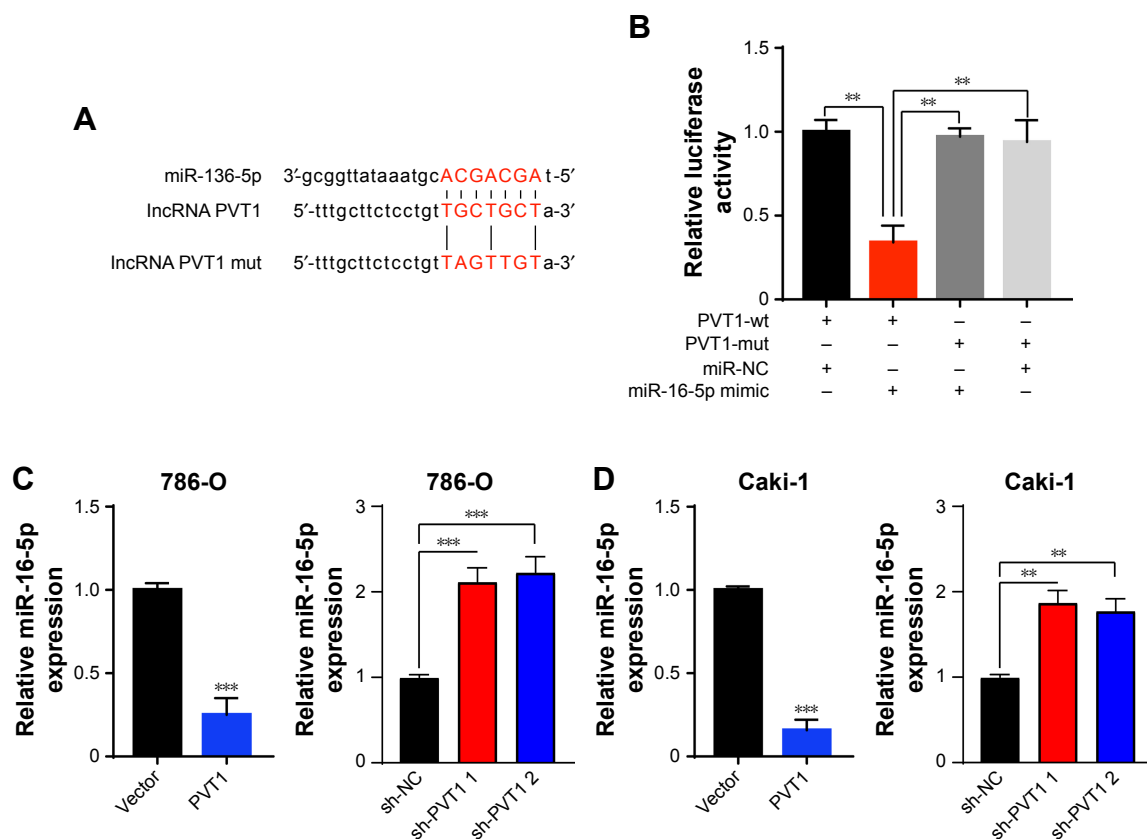 A
miR-136-5p 3′-gcggttataaatgcACGACGAt-5′
lncRNA PVT1 5′-tttgcttctcctgtTGCTGCTa-3′
lncRNA PVT1 mut 5′-tttgcttctcctgtTAGTTGTa-3′
B
Relative luciferase
activity
1.5
1.0
0.5
0
**
**
**
PVT1-wt + + – –
PVT1-mut – – + +
miR-NC + – – +
miR-16-5p mimic – + + –
C
786-O
Relative miR-16-5p
expression
1.5
1.0
0.5
0
***
Vector
PVT1
786-O
Relative miR-16-5p
expression
3
2
1
0
***
***
sh-NC
sh-PVT1 1
sh-PVT1 2
D
Caki-1
Relative miR-16-5p
expression
1.5
1.0
0.5
0
***
Vector
PVT1
Caki-1
Relative miR-16-5p
expression
3
2
1
0
**
**
sh-NC
sh-PVT1 1
sh-PVT1 2